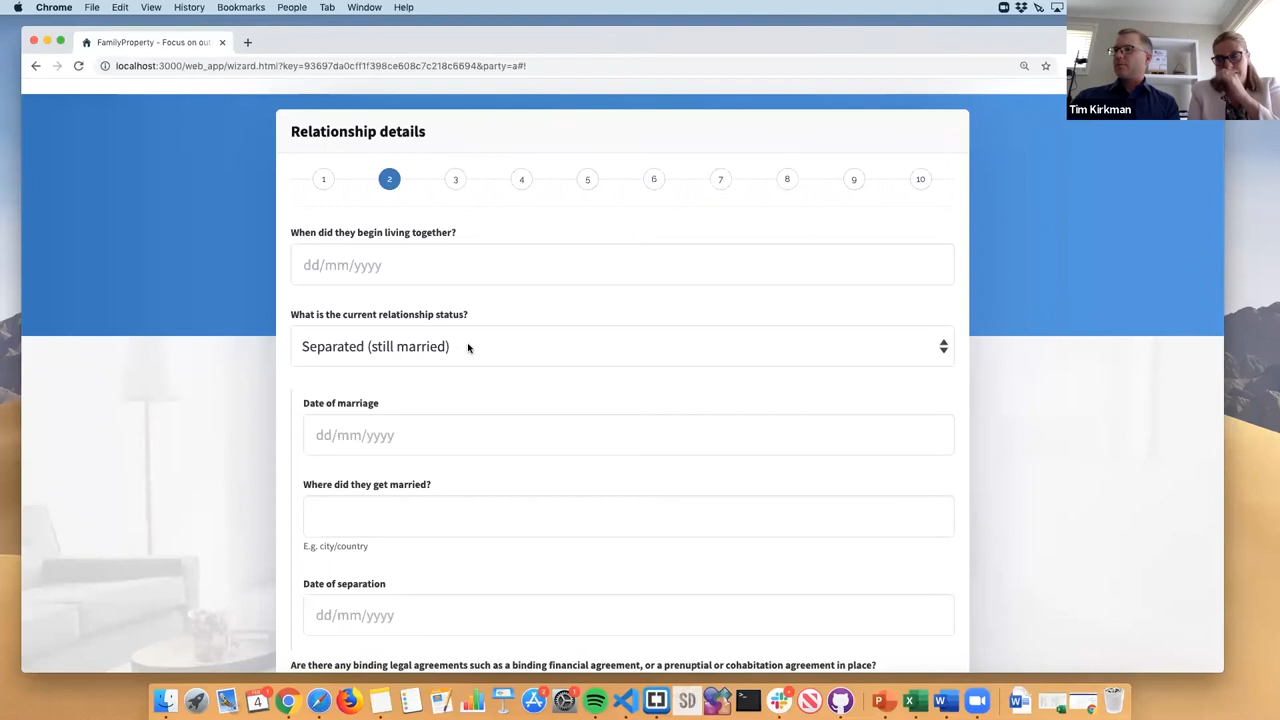 Chrome File Edit View History Bookmarks People Tab Window Help
FamilyProperty - Focus on out
localhost:3000/web_app/wizard.html?key=93697da0cff1f398ce608c7c218c6694&party=a#!
Tim Kirkman
Relationship details
1 2 3 4 5 6 7 8 9 10
When did they begin living together?
dd/mm/yyyy
What is the current relationship status?
Separated (still married)
Date of marriage
dd/mm/yyyy
Where did they get married?
E.g. city/country
Date of separation
dd/mm/yyyy
Are there any binding legal agreements such as a binding financial agreement, or a prenuptial or cohabitation agreement in place?
FEB 4 SD P X W W